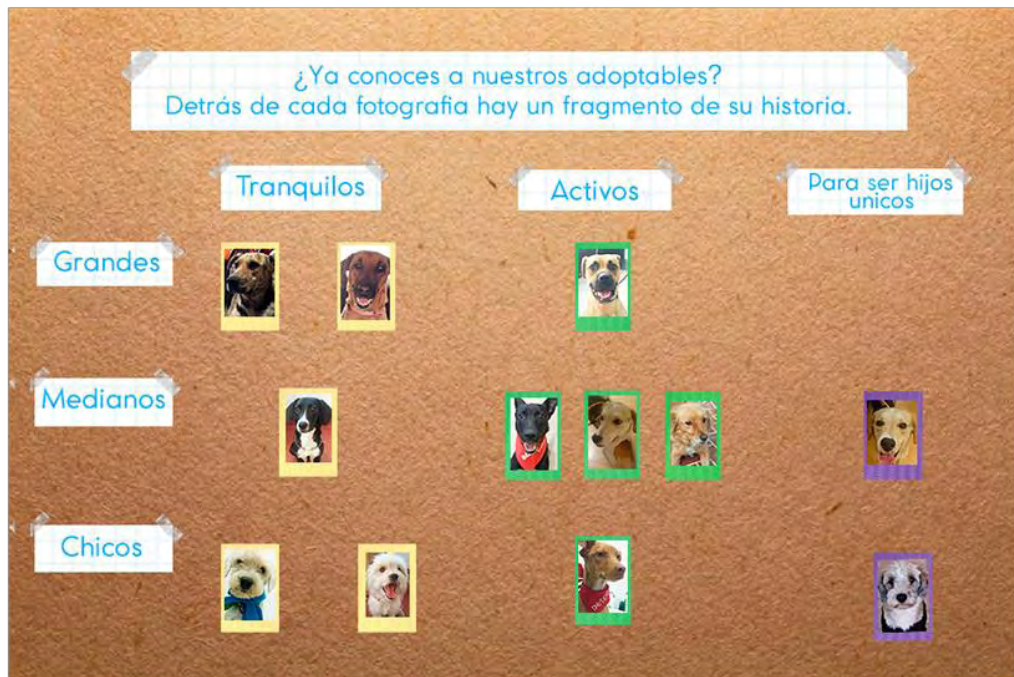 ¿Ya conoces a nuestros adoptables?
Detrás de cada fotografia hay un fragmento de su historia.
Tranquilos
Activos
Para ser hijos
unicos
Grandes
Medianos
Chicos